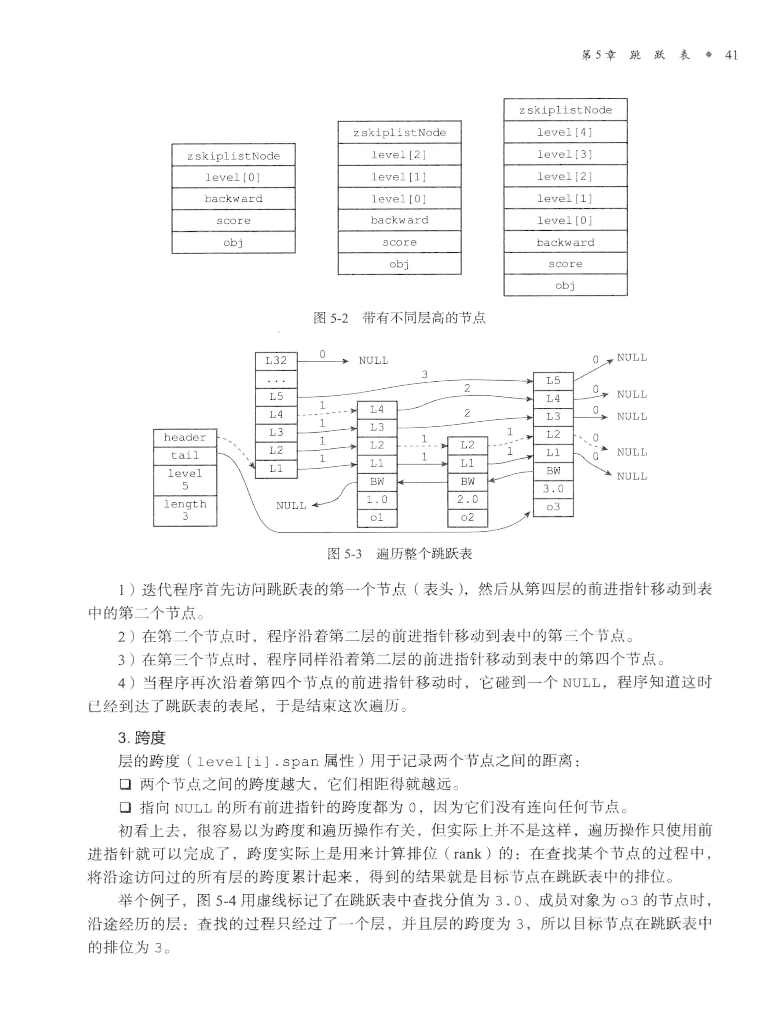 第5章 跳 跃 表 ◆ 41
zskiplistNode
level[0]
backward
score
obj
zskiplistNode
level[2]
level[1]
level[0]
backward
score
obj
zskiplistNode
level[4]
level[3]
level[2]
level[1]
level[0]
backward
score
obj
图 5-2 带有不同层高的节点
header
tail
level
5
length
3
L32
...
L5
L4
L3
L2
L1
0
NULL
3
1
1
1
1
NULL
L4
L3
L2
L1
BW
1.0
o1
2
2
1
1
L2
L1
BW
2.0
o2
1
1
L5
L4
L3
L2
L1
BW
3.0
o3
0
NULL
0
NULL
0
NULL
0
NULL
0
NULL
图 5-3 遍历整个跳跃表
1）迭代程序首先访问跳跃表的第一个节点（表头），然后从第四层的前进指针移动到表
中的第二个节点。
2）在第二个节点时，程序沿着第二层的前进指针移动到表中的第三个节点。
3）在第三个节点时，程序同样沿着第二层的前进指针移动到表中的第四个节点。
4）当程序再次沿着第四个节点的前进指针移动时，它碰到一个 NULL，程序知道这时
已经到达了跳跃表的表尾，于是结束这次遍历。
3. 跨度
层的跨度（level[i].span 属性）用于记录两个节点之间的距离：
❑ 两个节点之间的跨度越大，它们相距得就越远。
❑ 指向 NULL 的所有前进指针的跨度都为 0，因为它们没有连向任何节点。
初看上去，很容易以为跨度和遍历操作有关，但实际上并不是这样，遍历操作只使用前
进指针就可以完成了，跨度实际上是用来计算排位（rank）的：在查找某个节点的过程中，
将沿途访问过的所有层的跨度累计起来，得到的结果就是目标节点在跳跃表中的排位。
举个例子，图 5-4 用虚线标记了在跳跃表中查找分值为 3.0、成员对象为 o3 的节点时，
沿途经历的层：查找的过程只经过了一个层，并且层的跨度为 3，所以目标节点在跳跃表中
的排位为 3。